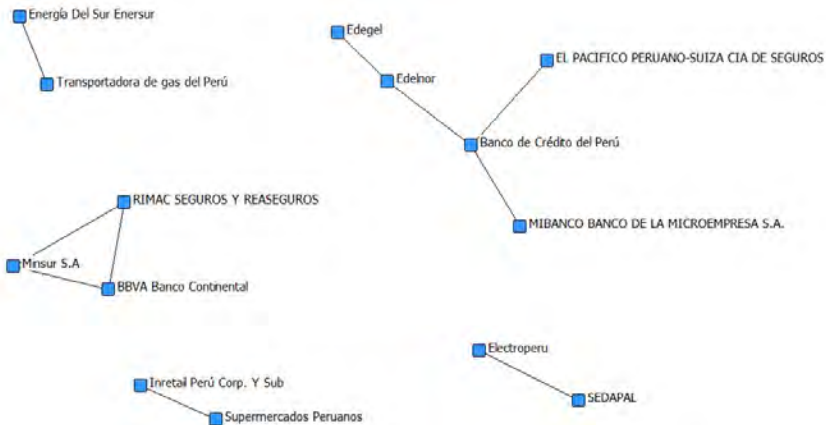 Energía Del Sur Enersur
Edegel
EL PACIFICO PERUANO-SUIZA CIA DE SEGUROS
Transportadora de gas del Perú
Edelnor
Banco de Crédito del Perú
RIMAC SEGUROS Y REASEGUROS
MIBANCO BANCO DE LA MICROEMPRESA S.A.
Minsur S.A
BBVA Banco Continental
Electroperu
Inretail Perú Corp. Y Sub
SEDAPAL
Supermercados Peruanos